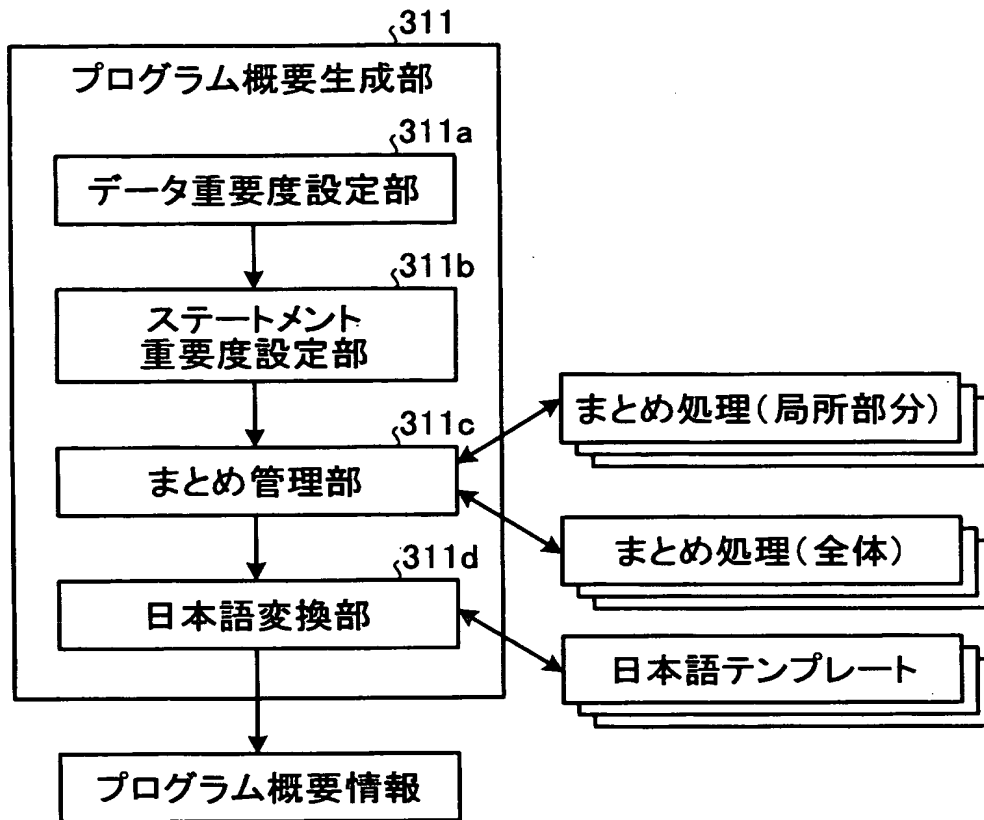 311
プログラム概要生成部
311a
データ重要度設定部
311b
ステートメント
重要度設定部
311c
まとめ管理部
まとめ処理(局所部分)
まとめ処理(全体)
311d
日本語変換部
日本語テンプレート
プログラム概要情報